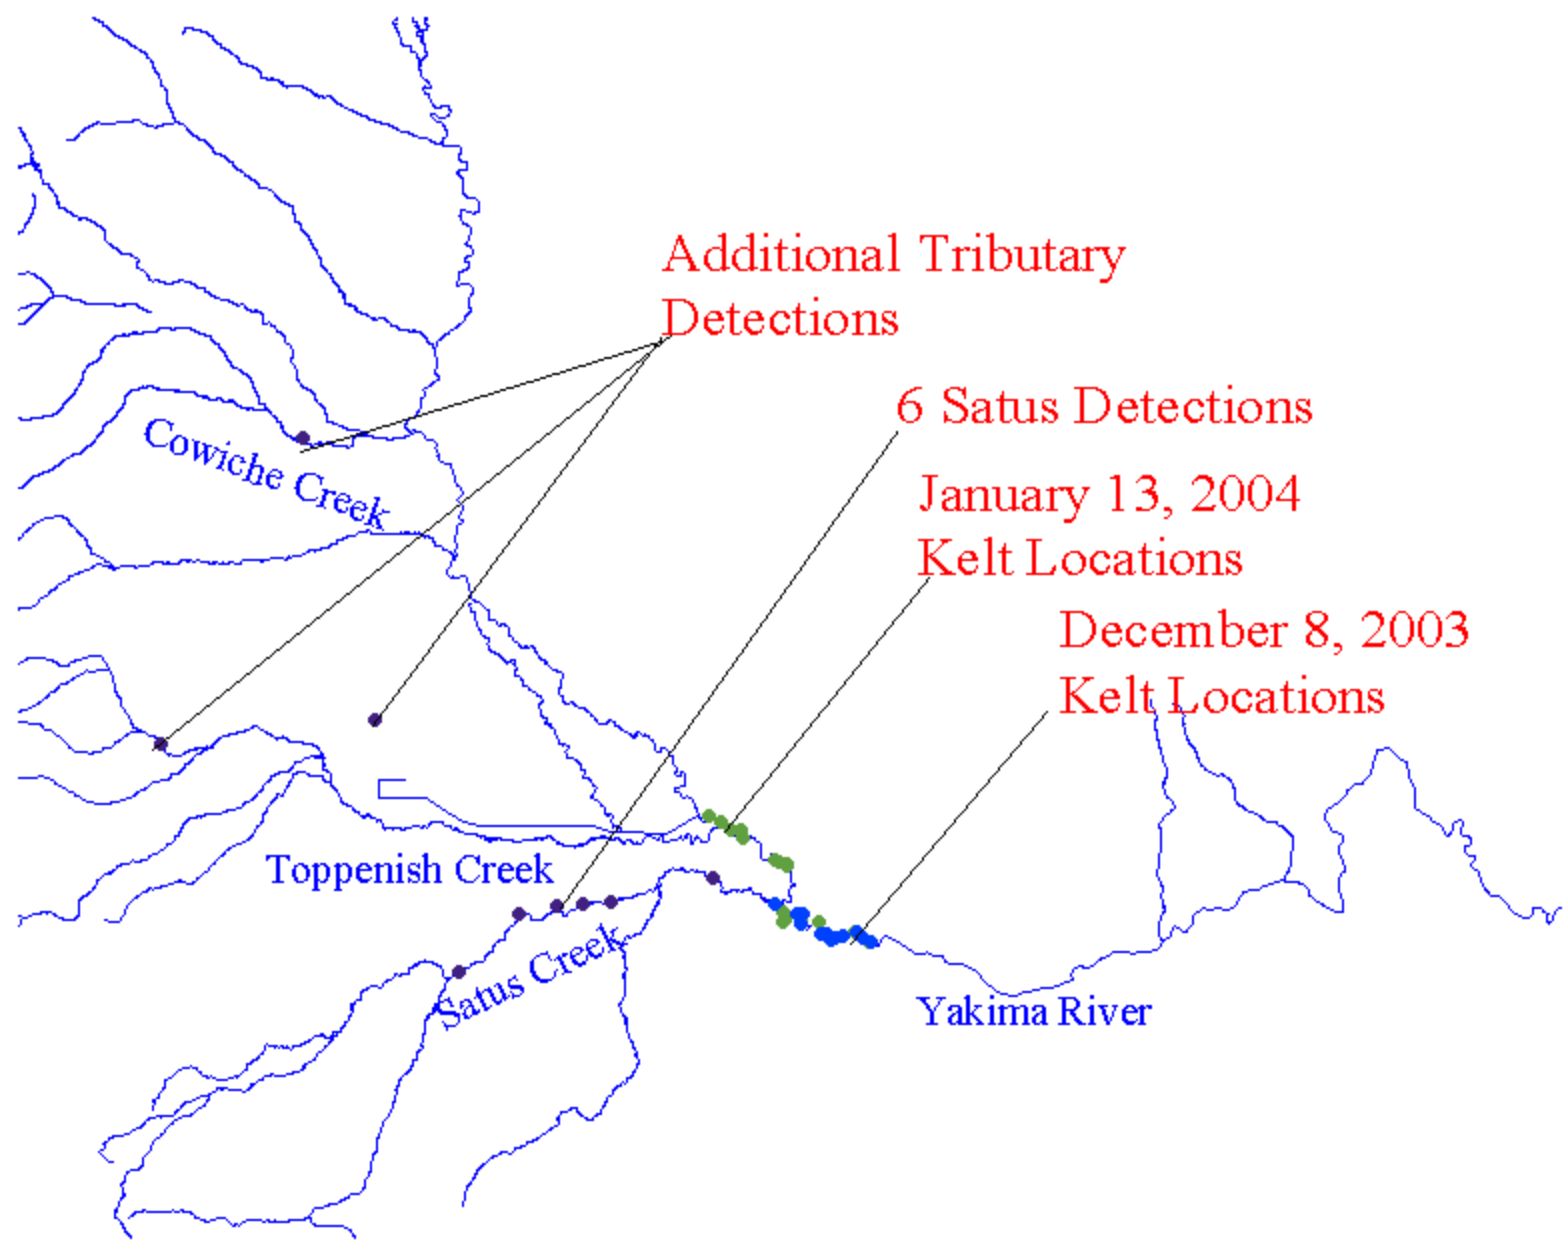 Additional Tributary
Detections
6 Satus Detections
Cowiche Creek
January 13, 2004
Kelt Locations
December 8, 2003
Kelt Locations
Toppenish Creek
Satus Creek
Yakima River